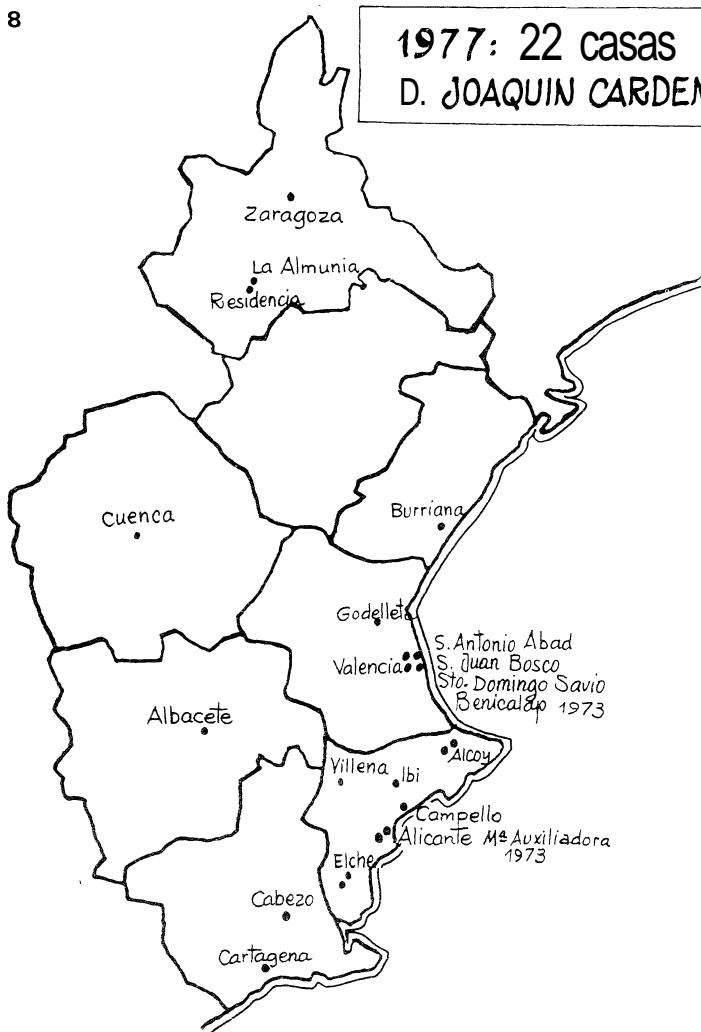 8
1977: 22 casas
D. JOAQUIN
Zaragoza
La Almunia
Residencia
Cuenca
Burriana
Godelleta
Valencia
S. Antonio Abad
S. Juan Bosco
Sto. Domingo Savio
Benicalap 1973
Albacete
Villena
Ibi
Alcoy
Campello
Alicante Mª Auxiliadora
1973
Elche
Cabezo
Cartagena